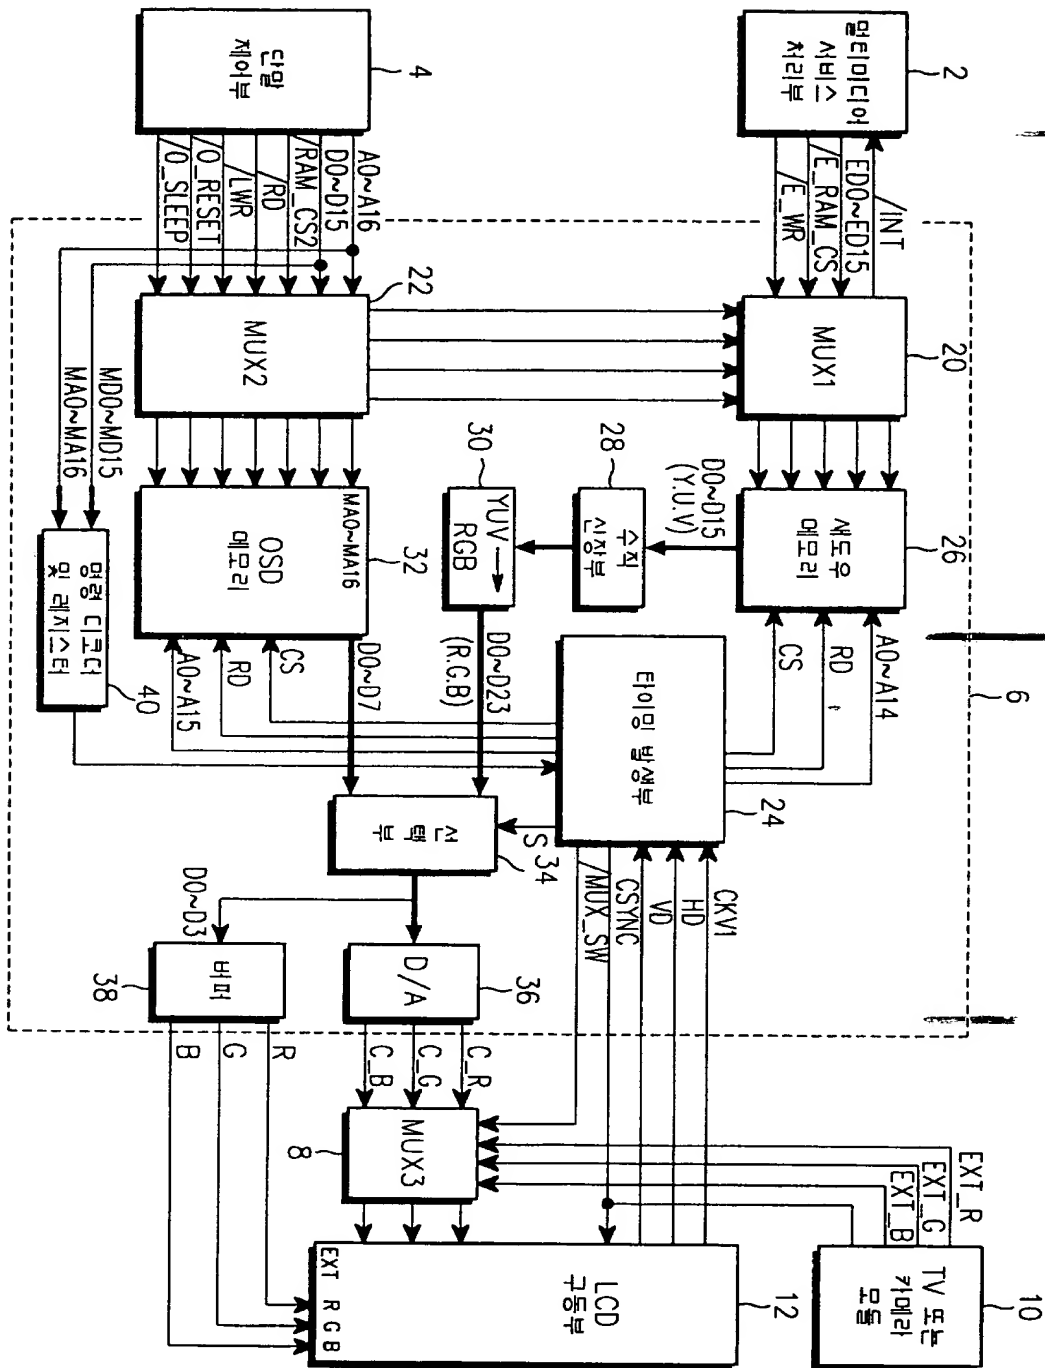 멀티미디어
서비스
처리부
2
/INT
ED0~ED15
/E_RAM_CS
/E_WR
단말
제어부
4
A0~A16
D0~D15
/RAM_CS2
/RD
/LWR
/O_RESET
/O_SLEEP
MD0~MD15
MA0~MA16
6
MUX1
20
MUX2
22
새도우
메모리
26
A0~A14
RD
CS
D0~D15
(Y.U.V)
수직
신장부
28
YUV→
RGB
30
D0~D23
(R.G.B)
MA0~MA16
OSD
메모리
32
D0~D7
CS
RD
A0~A15
명령 디코더
및 레지스터
40
타이밍 발생부
24
CKV1
HD
VD
CSYNC
/MUX_SW
S
선택
부
34
D/A
36
D0~D3
버퍼
38
C_R
C_G
C_B
R
G
B
MUX3
8
EXT_R
EXT_G
EXT_B
TV 또는
카메라
모듈
10
LCD
구동부
12
EXT R G B